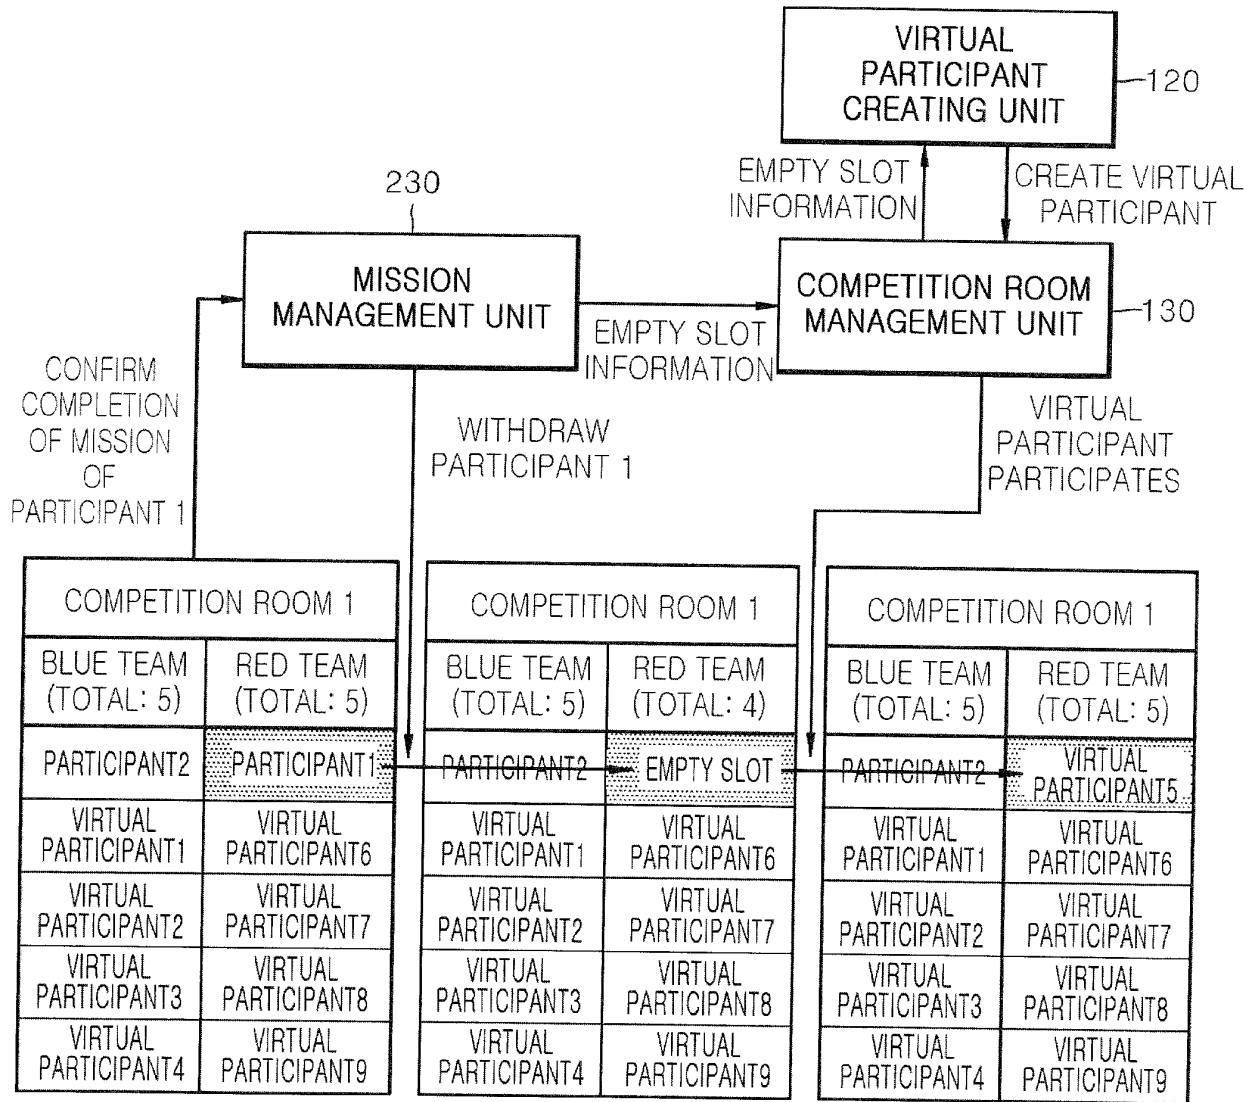 VIRTUAL
PARTICIPANT
CREATING UNIT
120
EMPTY SLOT
INFORMATION
CREATE VIRTUAL
PARTICIPANT
230
MISSION
MANAGEMENT UNIT
EMPTY SLOT
INFORMATION
COMPETITION ROOM
MANAGEMENT UNIT
130
CONFIRM
COMPLETION
OF MISSION
OF
PARTICIPANT 1
WITHDRAW
PARTICIPANT 1
VIRTUAL
PARTICIPANT
PARTICIPATES
COMPETITION ROOM 1
BLUE TEAM
(TOTAL: 5)
RED TEAM
(TOTAL: 5)
PARTICIPANT2
PARTICIPANT1
VIRTUAL
PARTICIPANT1
VIRTUAL
PARTICIPANT6
VIRTUAL
PARTICIPANT2
VIRTUAL
PARTICIPANT7
VIRTUAL
PARTICIPANT3
VIRTUAL
PARTICIPANT8
VIRTUAL
PARTICIPANT4
VIRTUAL
PARTICIPANT9
COMPETITION ROOM 1
BLUE TEAM
(TOTAL: 5)
RED TEAM
(TOTAL: 4)
PARTICIPANT2
EMPTY SLOT
VIRTUAL
PARTICIPANT1
VIRTUAL
PARTICIPANT6
VIRTUAL
PARTICIPANT2
VIRTUAL
PARTICIPANT7
VIRTUAL
PARTICIPANT3
VIRTUAL
PARTICIPANT8
VIRTUAL
PARTICIPANT4
VIRTUAL
PARTICIPANT9
COMPETITION ROOM 1
BLUE TEAM
(TOTAL: 5)
RED TEAM
(TOTAL: 5)
PARTICIPANT2
VIRTUAL
PARTICIPANT5
VIRTUAL
PARTICIPANT1
VIRTUAL
PARTICIPANT6
VIRTUAL
PARTICIPANT2
VIRTUAL
PARTICIPANT7
VIRTUAL
PARTICIPANT3
VIRTUAL
PARTICIPANT8
VIRTUAL
PARTICIPANT4
VIRTUAL
PARTICIPANT9